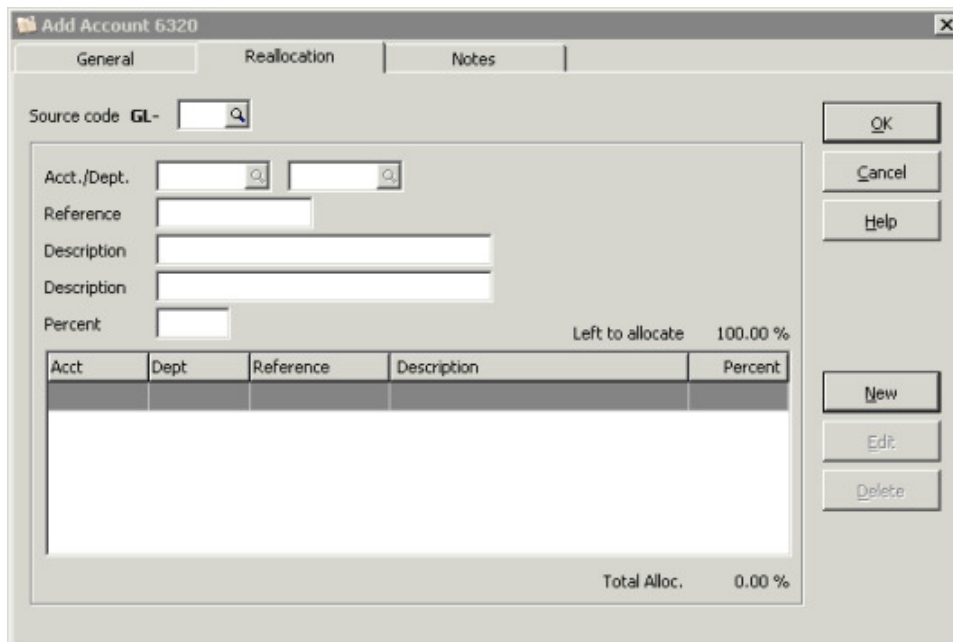 Add Account 6320
General Reallocation Notes
Source code GL-
OK
Acct./Dept.
Cancel
Reference
Help
Description
Description
Percent
Left to allocate 100.00 %
Acct Dept Reference Description Percent
New
Edit
Delete
Total Alloc. 0.00 %